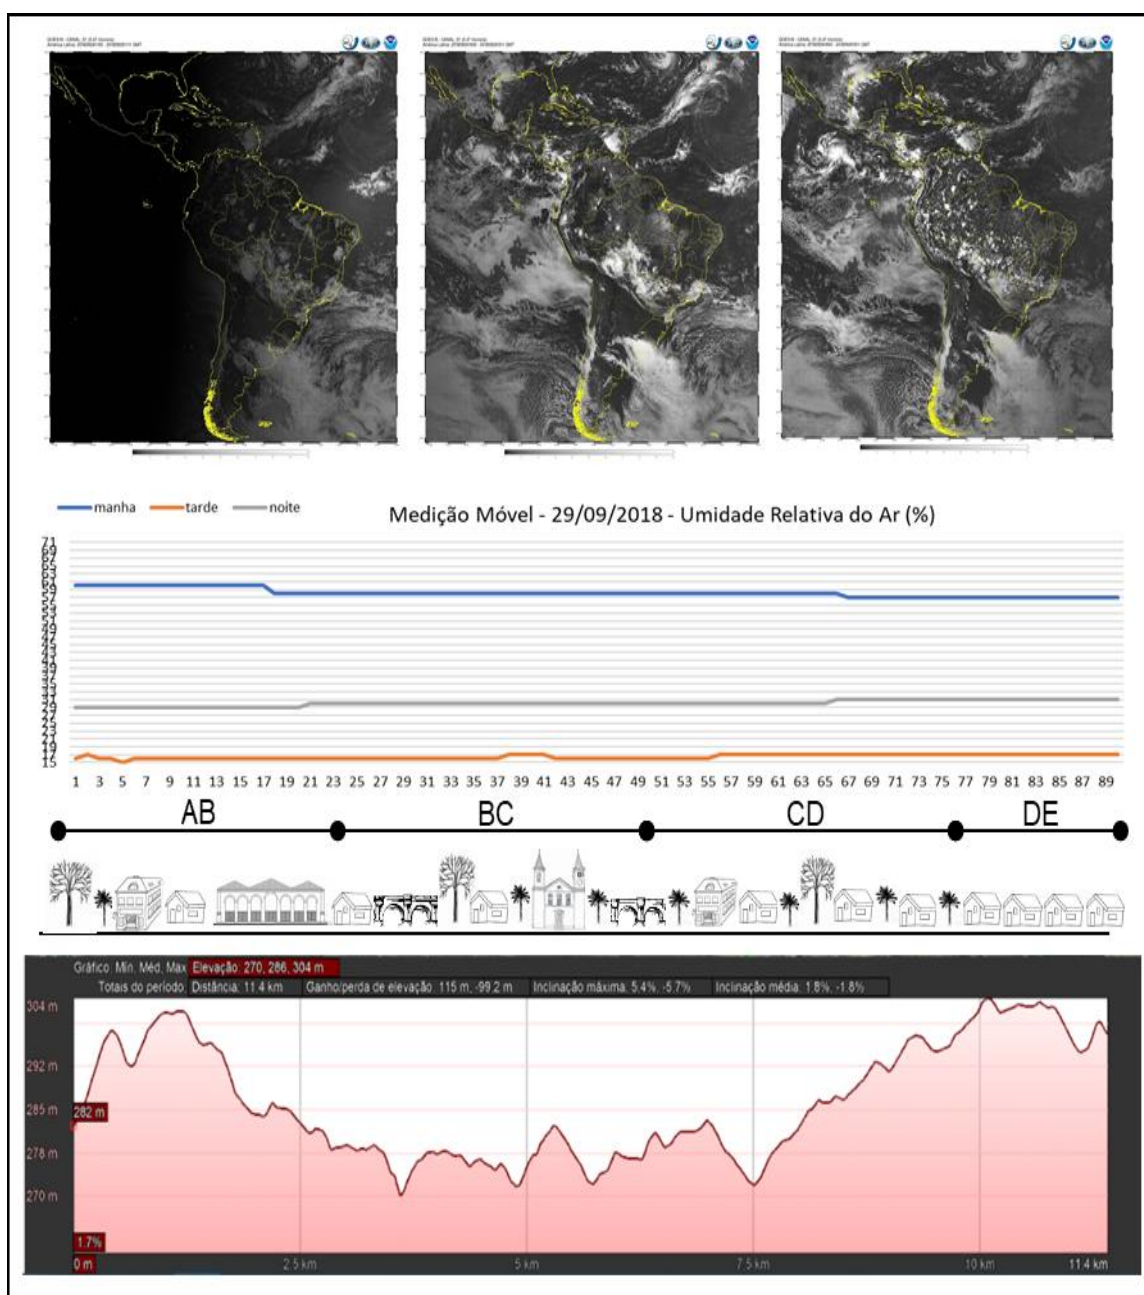 manha tarde noite
Medição Móvel - 29/09/2018 - Umidade Relativa do Ar (%)
71
69
67
65
63
61
59
57
55
53
51
49
47
45
43
41
39
37
35
33
31
29
27
25
23
21
19
17
15
1 3 5 7 9 11 13 15 17 19 21 23 25 27 29 31 33 35 37 39 41 43 45 47 49 51 53 55 57 59 61 63 65 67 69 71 73 75 77 79 81 83 85 87 89
AB BC CD DE
Gráfico: Mín, Méd, Max Elevação: 270, 286, 304 m
Totais do período: Distância: 11.4 km Ganho/perda de elevação: 115 m, -99.2 m Inclinação máxima: 5.4%, -5.7% Inclinação média: 1.8%, -1.8%
304 m
292 m
285 m
282 m
278 m
270 m
1.7%
0 m 2.5 km 5 km 7.5 km 10 km 11.4 km